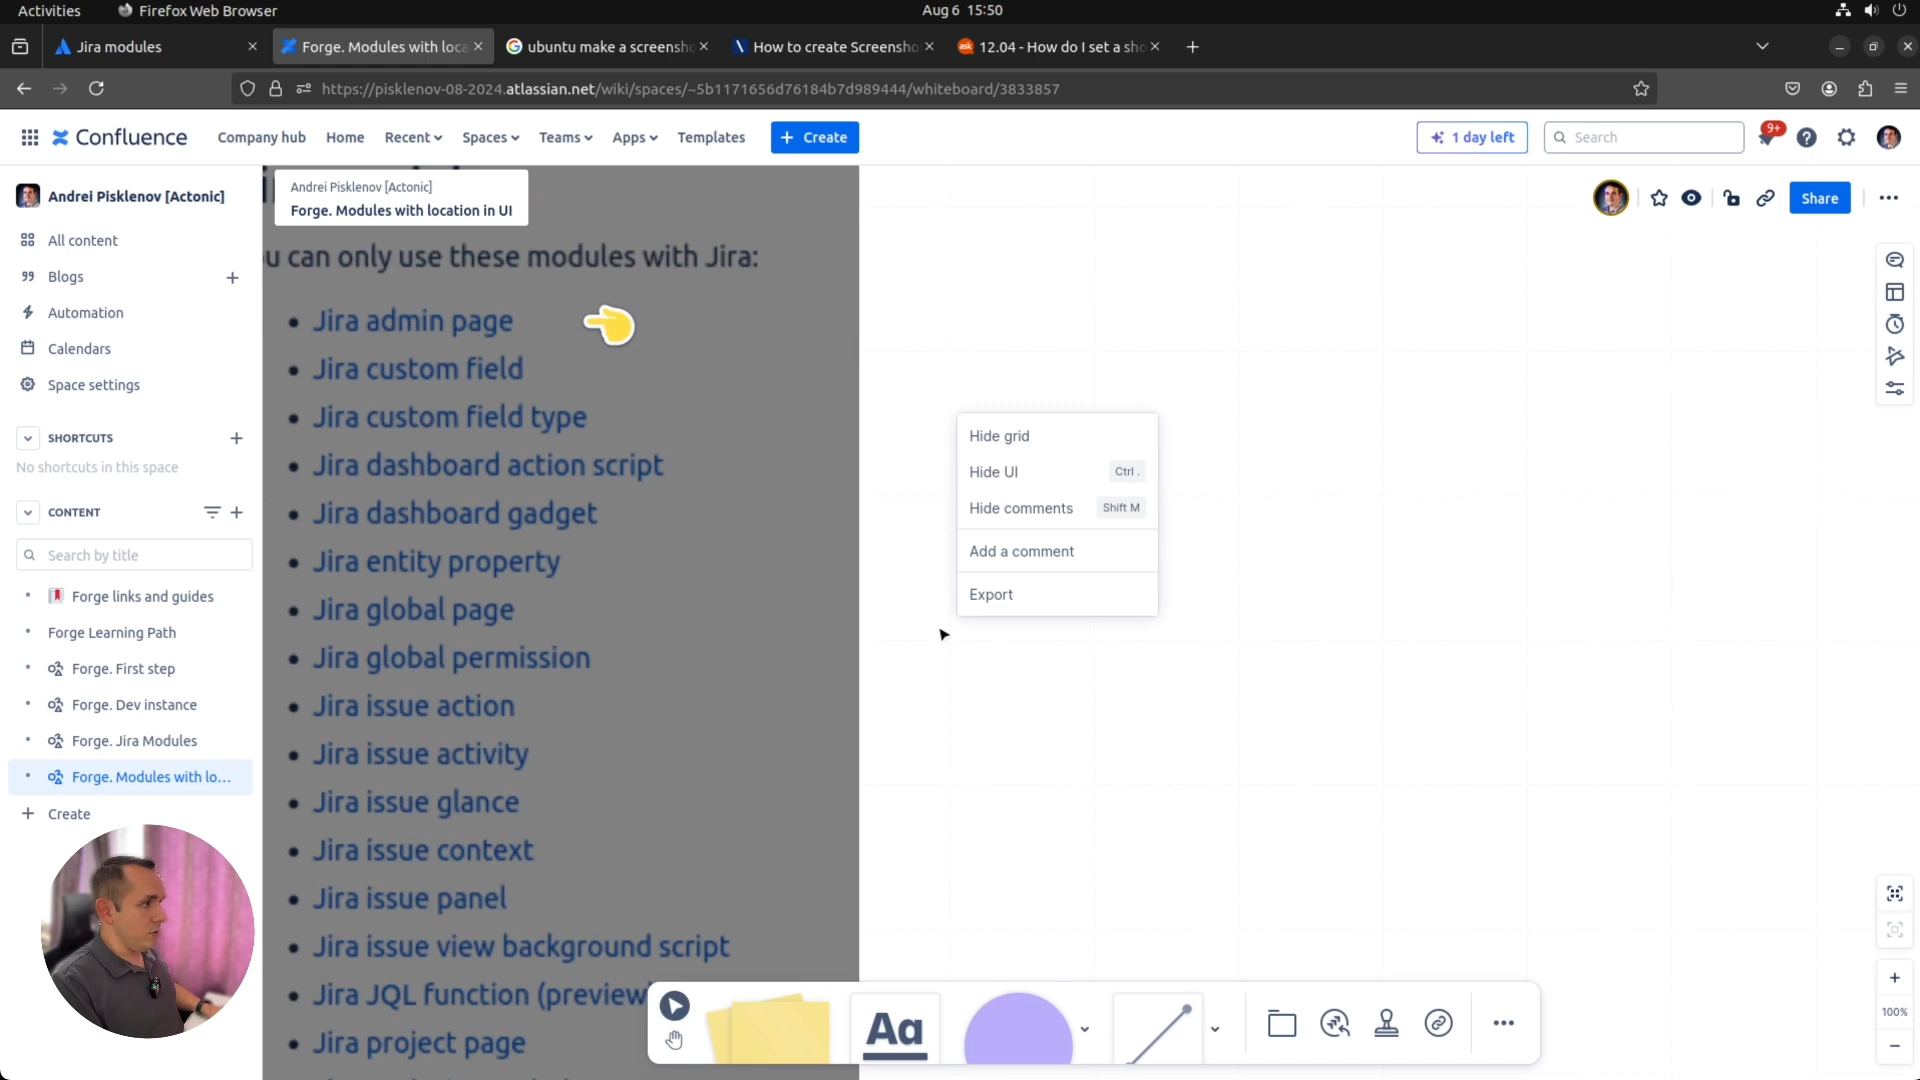 Activities
Firefox Web Browser
Aug 6 15:50
Jira modules
Forge. Modules with loca
ubuntu make a screensho
How to create Screensho
12.04 - How do I set a sho
https://pisklenov-08-2024.atlassian.net/wiki/spaces/~5b1171656d76184b7d989444/whiteboard/3833857
Confluence
Company hub
Home
Recent
Spaces
Teams
Apps
Templates
+ Create
1 day left
Search
9+
Andrei Pisklenov [Actonic]
All content
Blogs
Automation
Calendars
Space settings
SHORTCUTS
No shortcuts in this space
CONTENT
Search by title
Forge links and guides
Forge Learning Path
Forge. First step
Forge. Dev instance
Forge. Jira Modules
Forge. Modules with lo...
Create
Andrei Pisklenov [Actonic]
Forge. Modules with location in UI
u can only use these modules with Jira:
• Jira admin page
• Jira custom field
• Jira custom field type
• Jira dashboard action script
• Jira dashboard gadget
• Jira entity property
• Jira global page
• Jira global permission
• Jira issue action
• Jira issue activity
• Jira issue glance
• Jira issue context
• Jira issue panel
• Jira issue view background script
• Jira JQL function (preview
• Jira project page
Share
Hide grid
Hide UI Ctrl .
Hide comments Shift M
Add a comment
Export
Aa
100%